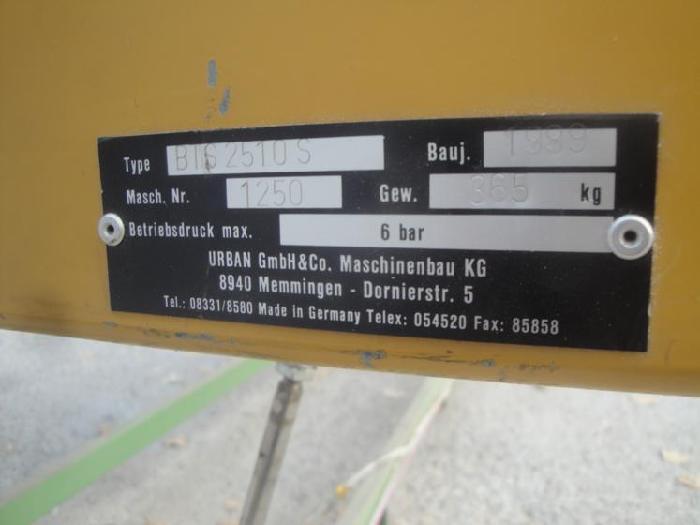 Type BTS 2510 S Bauj. 1999
Masch. Nr. 1250 Gew. 365 kg
Betriebsdruck max. 6 bar
URBAN GmbH&Co. Maschinenbau KG
8940 Memmingen - Dornierstr. 5
Tel.: 08331/8580 Made in Germany Telex: 054520 Fax: 85858